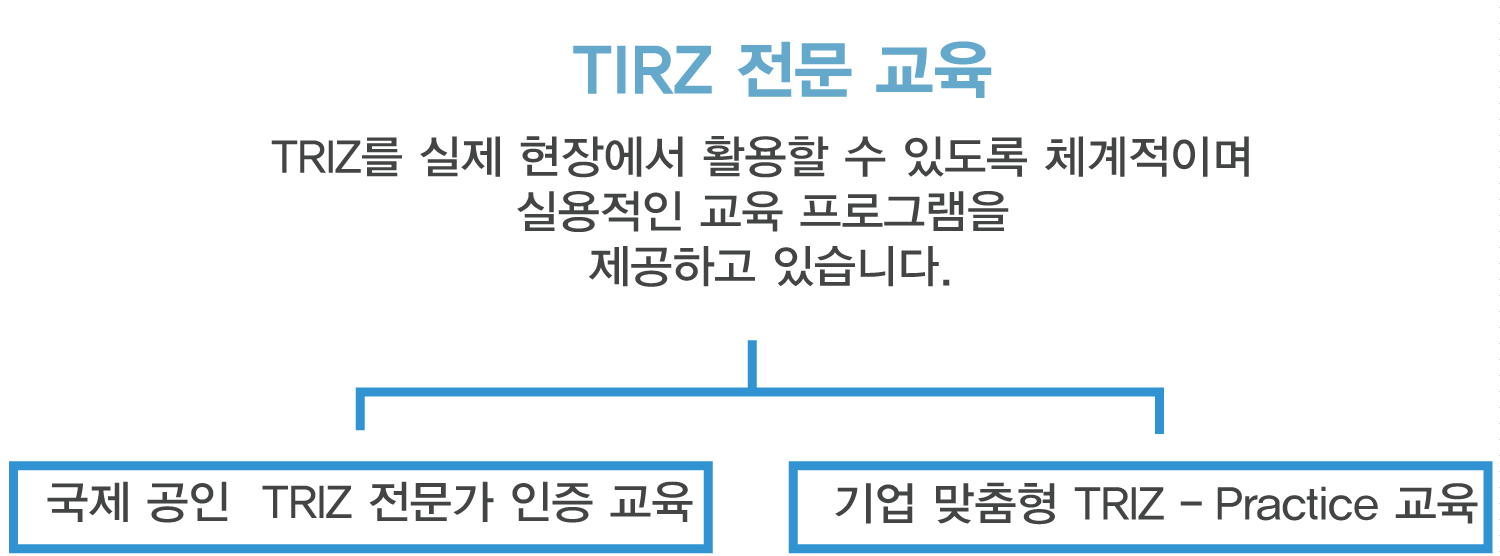 TIRZ 전문 교육
TRIZ를 실제 현장에서 활용할 수 있도록 체계적이며
실용적인 교육 프로그램을
제공하고 있습니다.
국제 공인 TRIZ 전문가 인증 교육
기업 맞춤형 TRIZ - Practice 교육